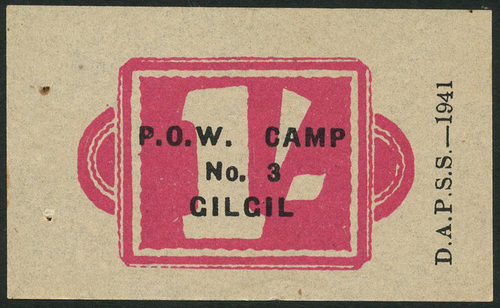 1/-
P.O.W. CAMP
No. 3
GILGIL
D.A.P.S.S.—1941